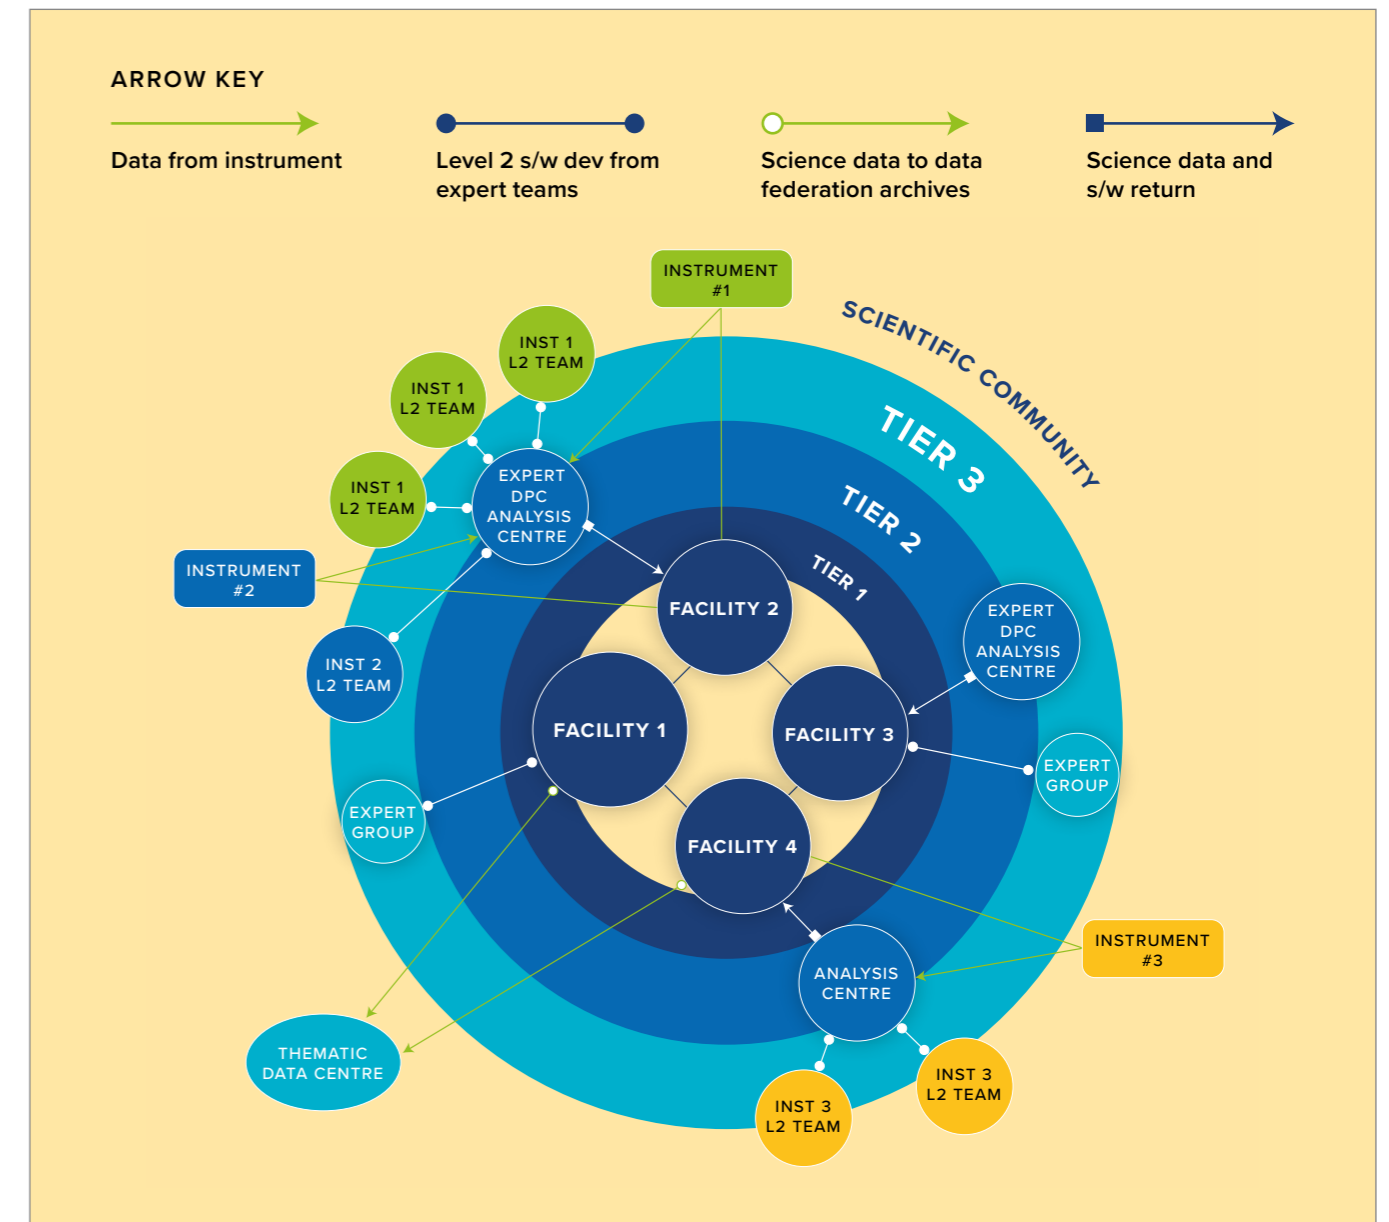 ARROW KEY
Data from instrument
Level 2 s/w dev from
expert teams
Science data to data
federation archives
Science data and
s/w return
INSTRUMENT
#1
SCIENTIFIC COMMUNITY
TIER 3
TIER 2
TIER 1
INST 1
L2 TEAM
INST 1
L2 TEAM
INST 1
L2 TEAM
EXPERT
DPC
ANALYSIS
CENTRE
INSTRUMENT
#2
INST 2
L2 TEAM
FACILITY 2
EXPERT
DPC
ANALYSIS
CENTRE
FACILITY 1
FACILITY 3
EXPERT
GROUP
EXPERT
GROUP
FACILITY 4
INSTRUMENT
#3
ANALYSIS
CENTRE
THEMATIC
DATA CENTRE
INST 3
L2 TEAM
INST 3
L2 TEAM